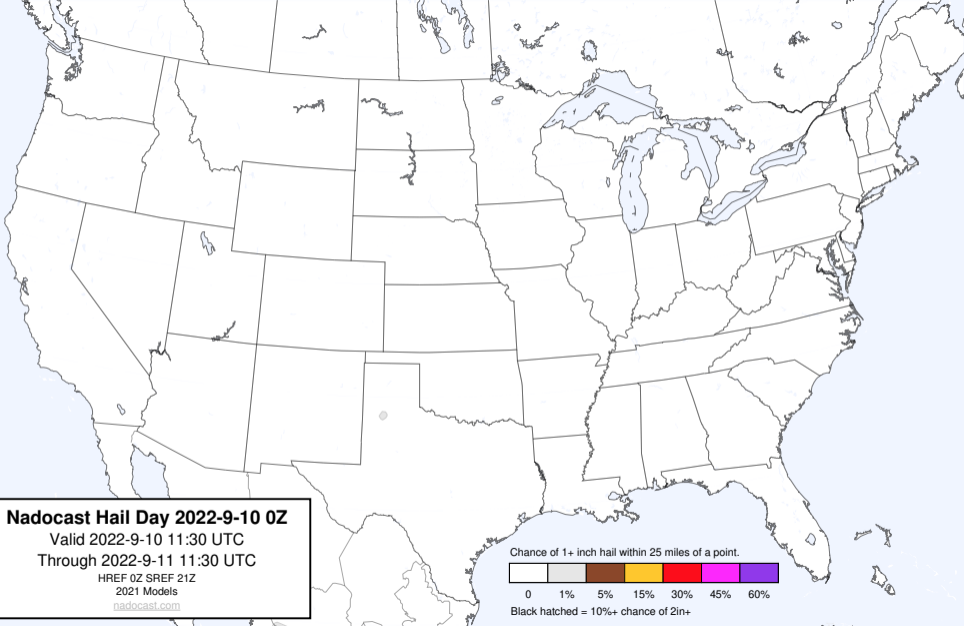 Nadocast Hail Day 2022-9-10 0Z
Valid 2022-9-10 11:30 UTC
Through 2022-9-11 11:30 UTC
HREF 0Z SREF 21Z
2021 Models
nadocast.com
Chance of 1+ inch hail within 25 miles of a point.
0 1% 5% 15% 30% 45% 60%
Black hatched = 10%+ chance of 2in+